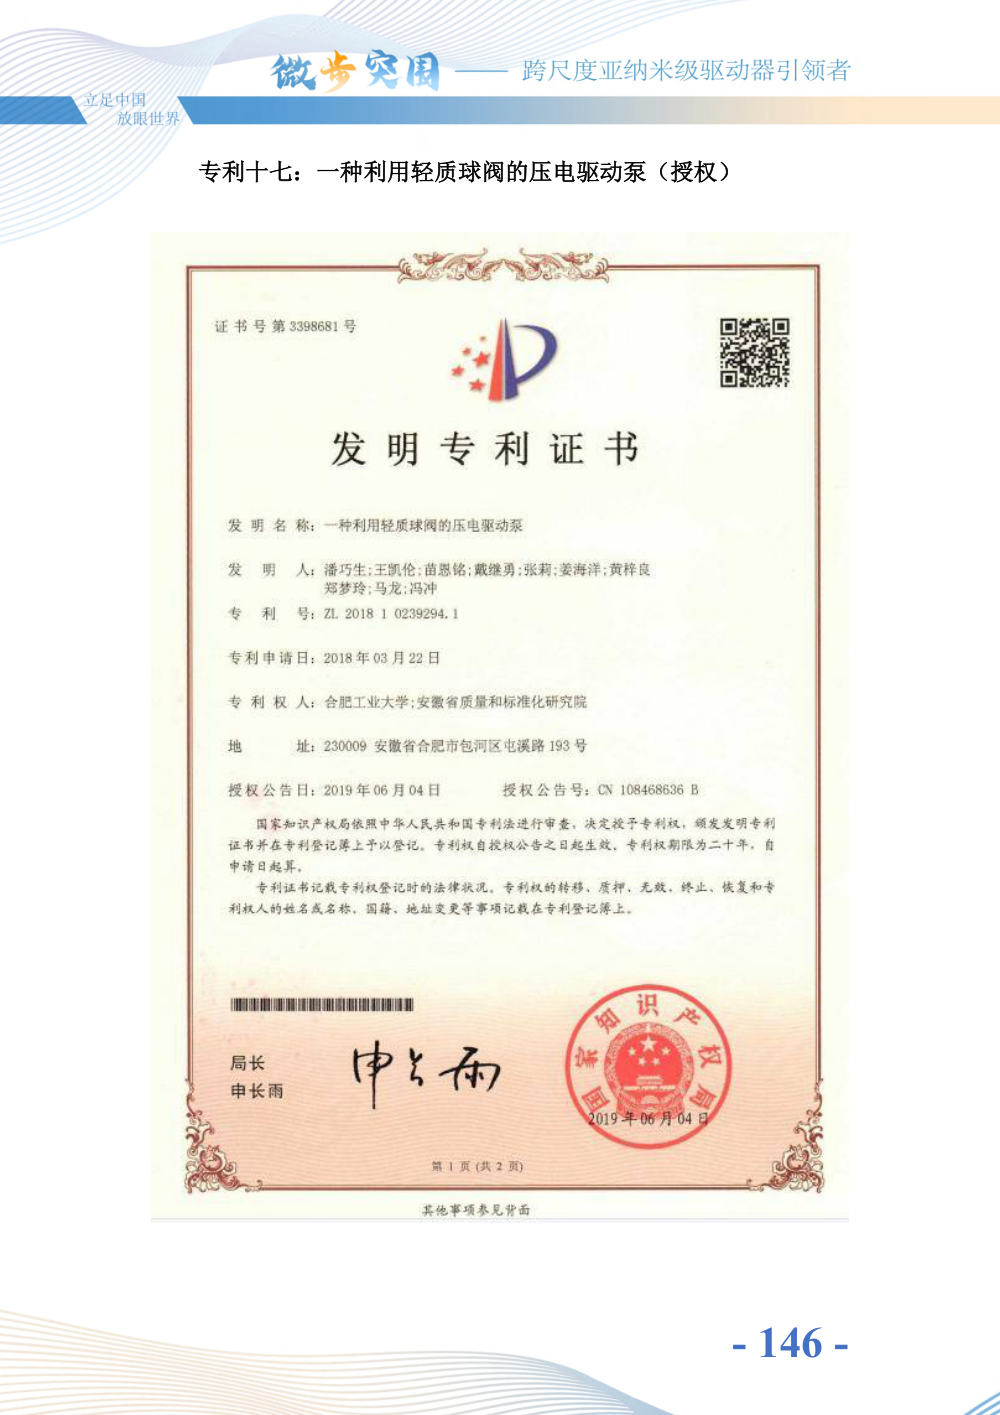 微步突围 —— 跨尺度亚纳米级驱动器引领者
立足中国
放眼世界
专利十七：一种利用轻质球阀的压电驱动泵（授权）
证书号第3398681号
发明专利证书
发明名称：一种利用轻质球阀的压电驱动泵
发明人：潘巧生;王凯伦;苗恩铭;戴继勇;张莉;姜海洋;黄梓良
郑梦玲;马龙;冯冲
专利号：ZL 2018 1 0239294.1
专利申请日：2018年03月22日
专利权人：合肥工业大学;安徽省质量和标准化研究院
地址：230009 安徽省合肥市包河区屯溪路193号
授权公告日：2019年06月04日 授权公告号：CN 108468636 B
国家知识产权局依照中华人民共和国专利法进行审查，决定授予专利权，颁发发明专利
证书并在专利登记簿上予以登记。专利权自授权公告之日起生效。专利权期限为二十年，自
申请日起算。
专利证书记载专利权登记时的法律状况。专利权的转移、质押、无效、终止、恢复和专
利权人的姓名或名称、国籍、地址变更等事项记载在专利登记簿上。
局长
申长雨
申长雨
国家知识产权局
2019年06月04日
第 1 页 (共 2 页)
其他事项参见背面
- 146 -